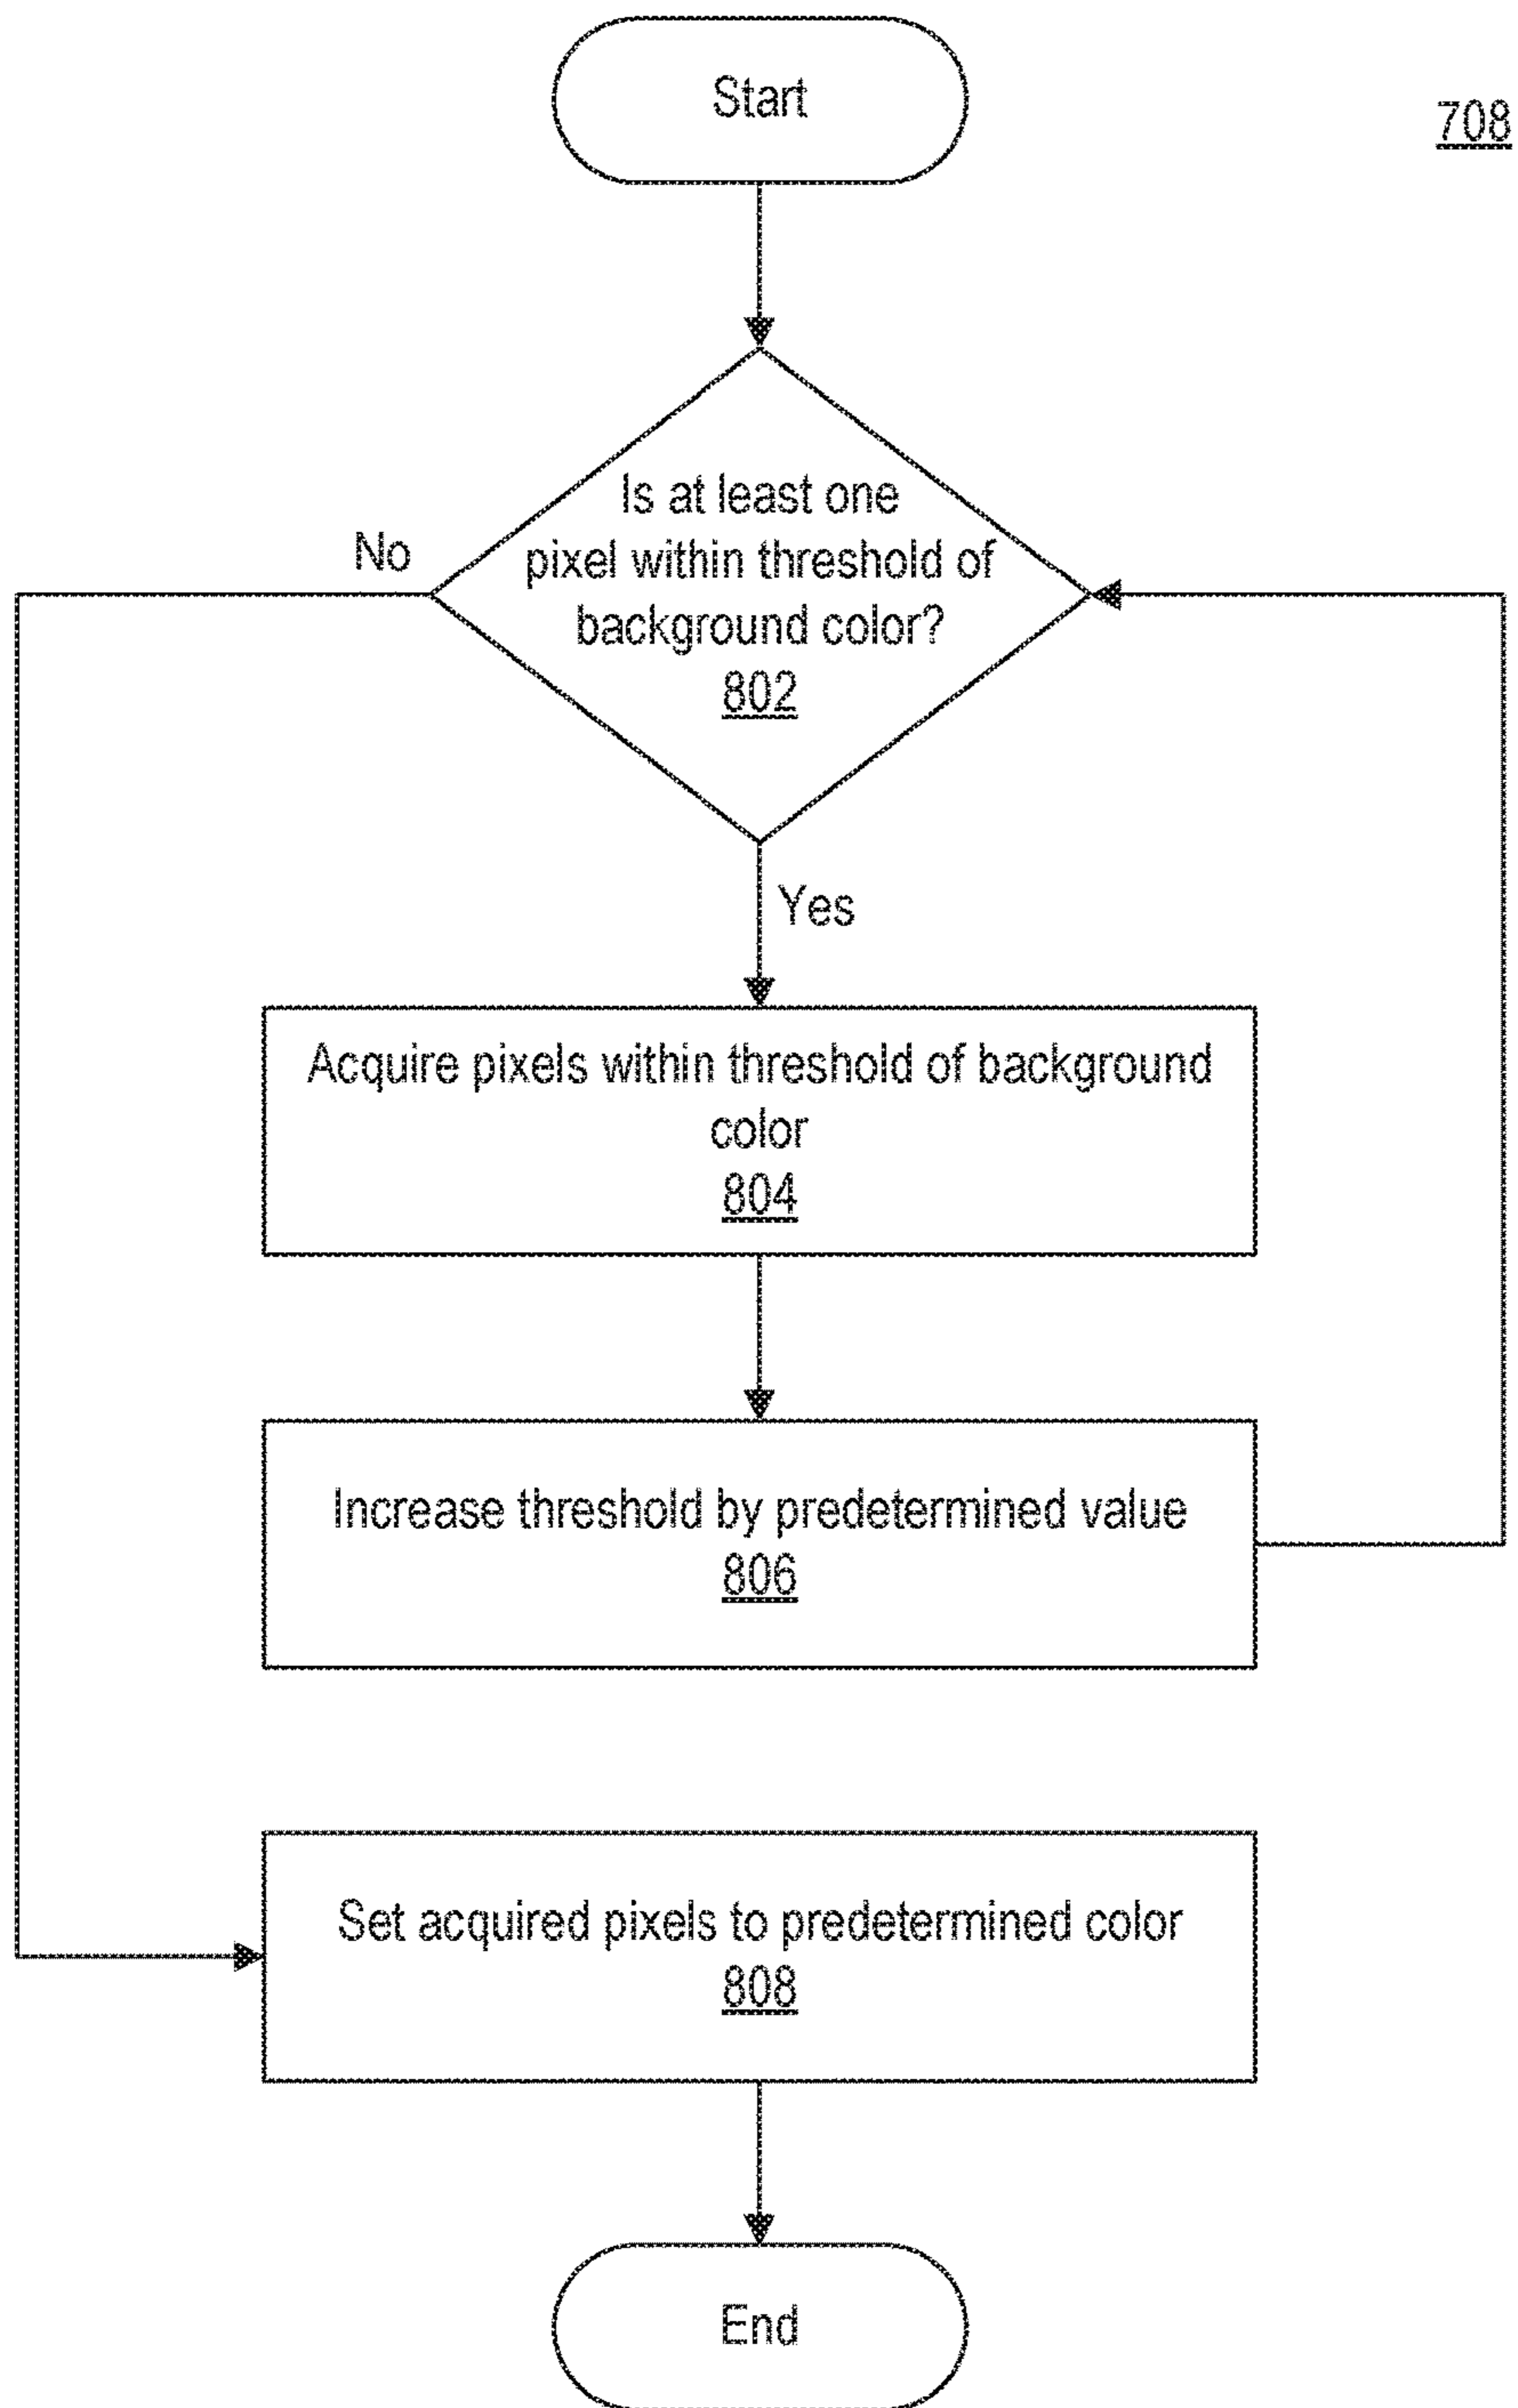 Start
708
Is at least one
pixel within threshold of
background color?
802
No
Yes
Acquire pixels within threshold of background
color
804
Increase threshold by predetermined value
806
Set acquired pixels to predetermined color
808
End